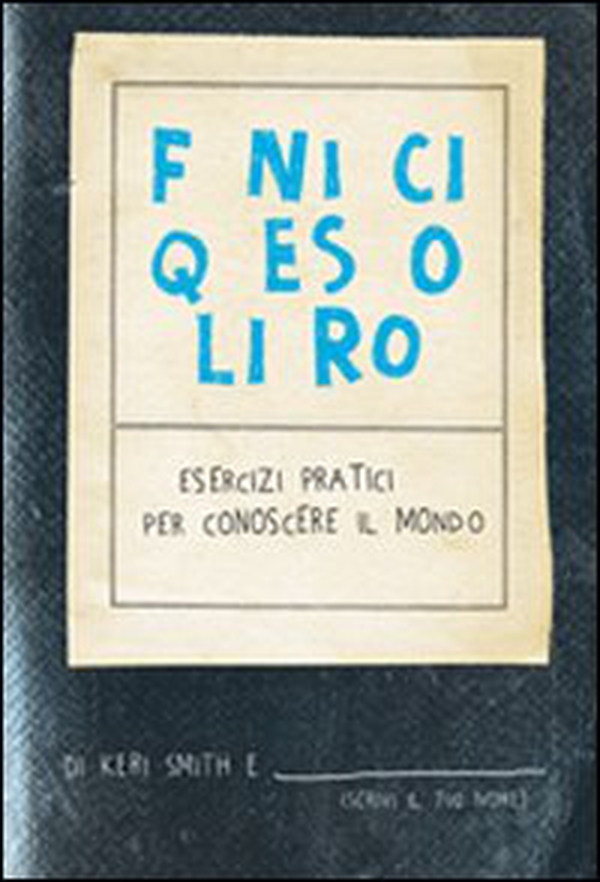 F NI CI
Q ES O
LI RO
ESERCIZI PRATICI
PER CONOSCERE IL MONDO
DI KERI SMITH E
(SCRIVI IL TUO NOME)